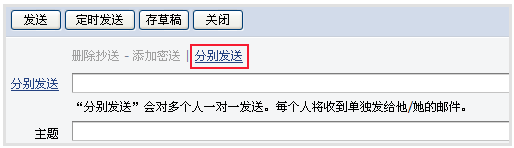 发送 定时发送 存草稿 关闭
删除抄送 - 添加密送 | 分别发送
分别发送
“分别发送”会对多个人一对一发送。每个人将收到单独发给他/她的邮件。
主题